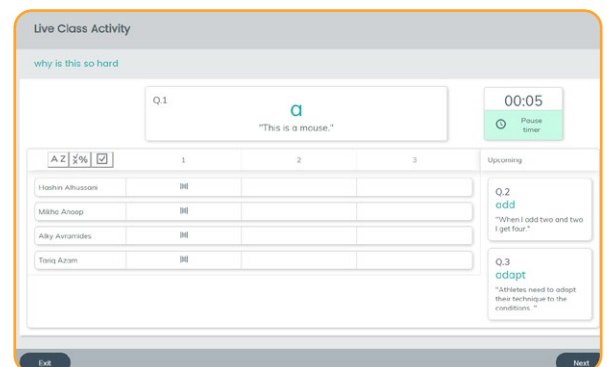 Live Class Activity
why is this so hard
Q.1
a
"This is a mouse."
00:05
Pause
timer
A Z %
1 2 3
Upcoming
Hashin Alhussani
Mikha Anoep
Alky Avramides
Tariq Azam
Q.2
add
"When I add two and two
I get four."
Q.3
adapt
"Athletes need to adapt
their technique to the
conditions. "
Exit
Next